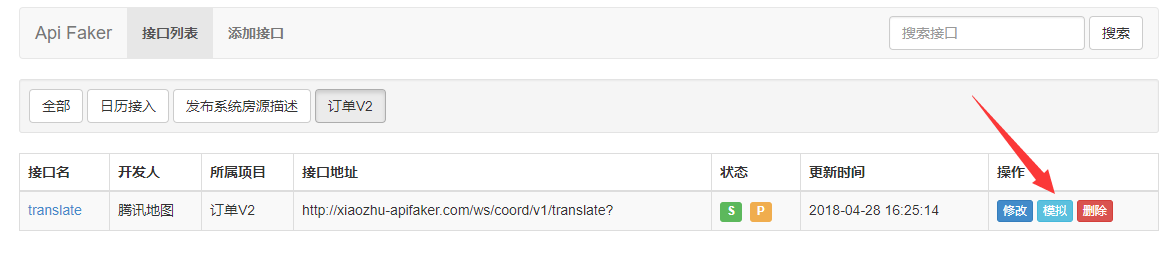 Api Faker 接口列表 添加接口 搜索接口 搜索
全部 日历接入 发布系统房源描述 订单V2
接口名 开发人 所属项目 接口地址 状态 更新时间 操作
translate 腾讯地图 订单V2 http://xiaozhu-apifaker.com/ws/coord/v1/translate? S P 2018-04-28 16:25:14 修改 模拟 删除